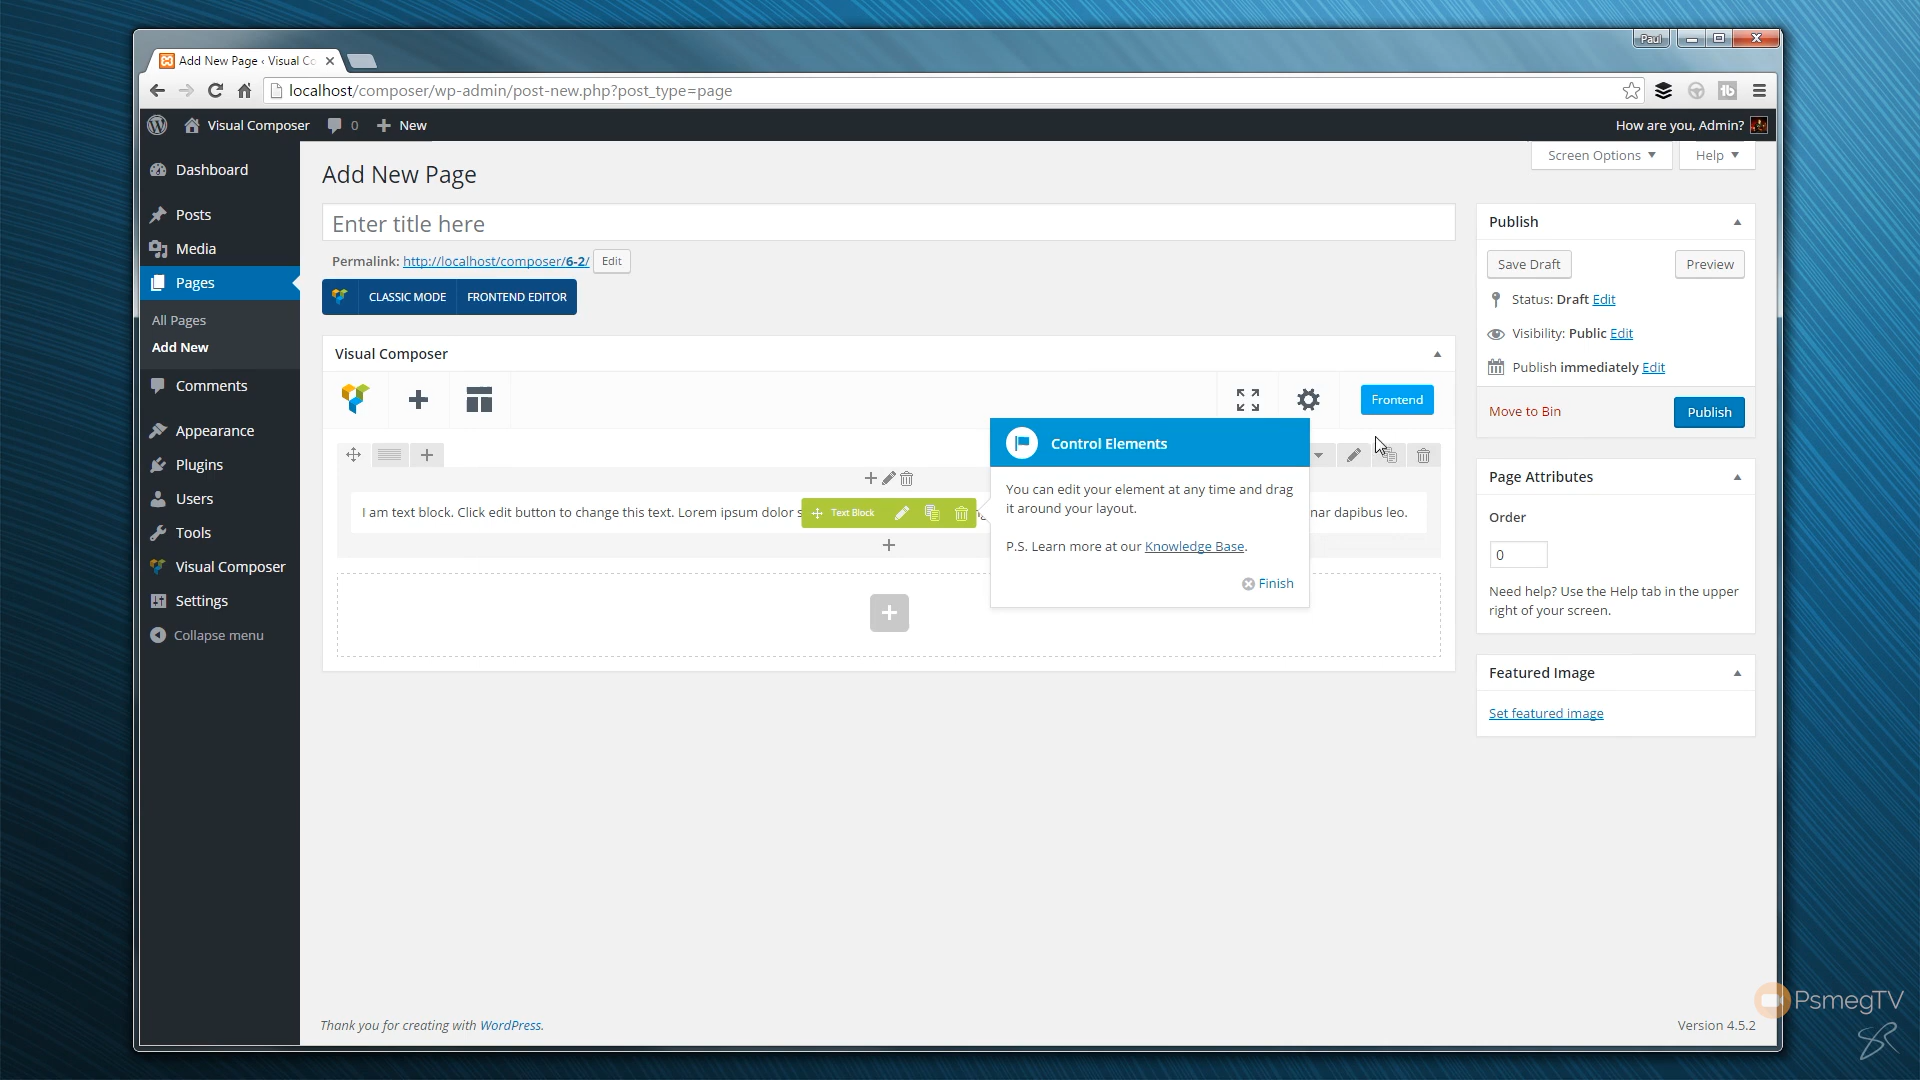 Paul
Add New Page ‹ Visual Co
localhost/composer/wp-admin/post-new.php?post_type=page
Visual Composer
0
New
How are you, Admin?
Screen Options
Help
Dashboard
Posts
Media
Pages
All Pages
Add New
Comments
Appearance
Plugins
Users
Tools
Visual Composer
Settings
Collapse menu
Add New Page
Enter title here
Permalink: http://localhost/composer/6-2/ Edit
CLASSIC MODE FRONTEND EDITOR
Visual Composer
Frontend
I am text block. Click edit button to change this text. Lorem ipsum dolor
Text Block
dapibus leo.
Control Elements
You can edit your element at any time and drag
it around your layout.
P.S. Learn more at our Knowledge Base.
Finish
Publish
Save Draft
Preview
Status: Draft Edit
Visibility: Public Edit
Publish immediately Edit
Move to Bin
Publish
Page Attributes
Order
0
Need help? Use the Help tab in the upper
right of your screen.
Featured Image
Set featured image
Thank you for creating with WordPress.
Version 4.5.2
PsmegTV